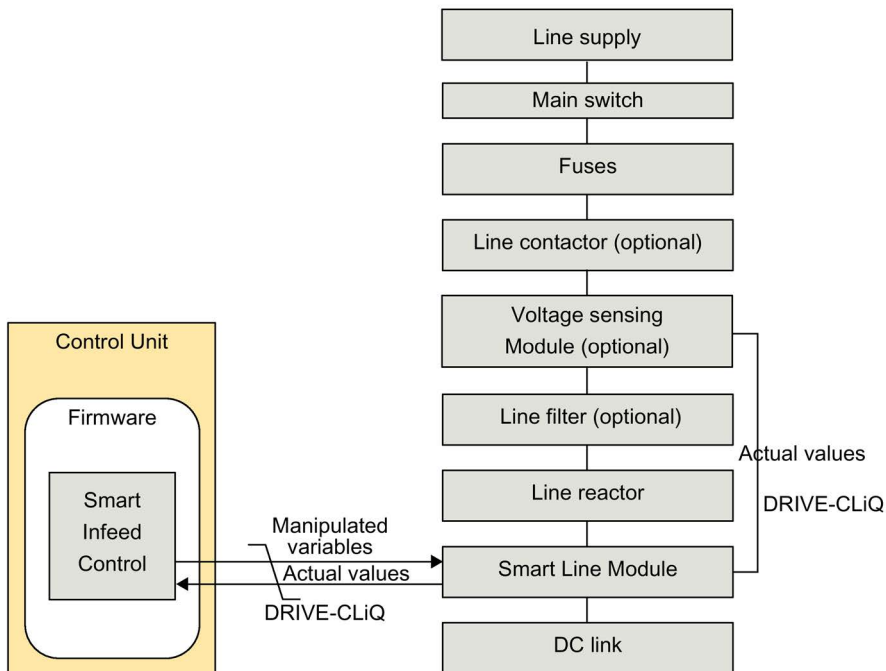 Line supply
Main switch
Fuses
Line contactor (optional)
Voltage sensing
Module (optional)
Line filter (optional)
Line reactor
Smart Line Module
DC link
Actual values
DRIVE-CLiQ
Control Unit
Firmware
Smart
Infeed
Control
Manipulated
variables
Actual values
DRIVE-CLiQ